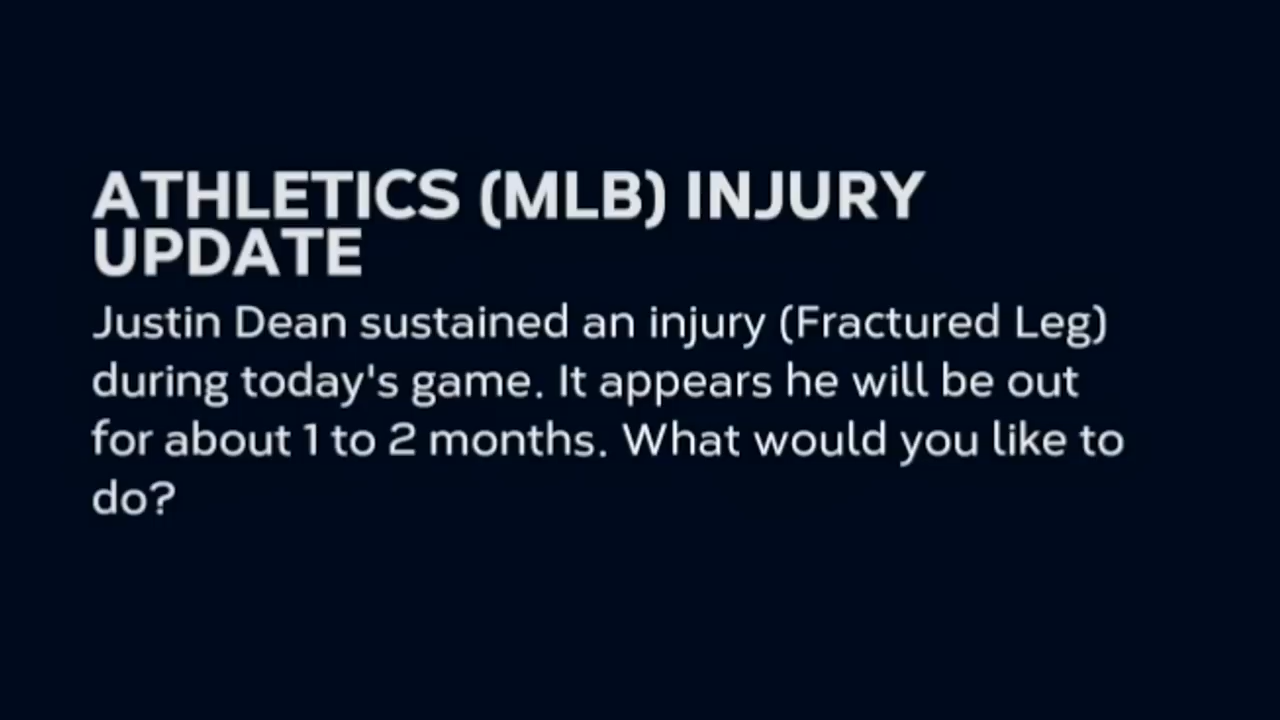 ATHLETICS (MLB) INJURY
UPDATE
Justin Dean sustained an injury (Fractured Leg)
during today's game. It appears he will be out
for about 1 to 2 months. What would you like to
do?